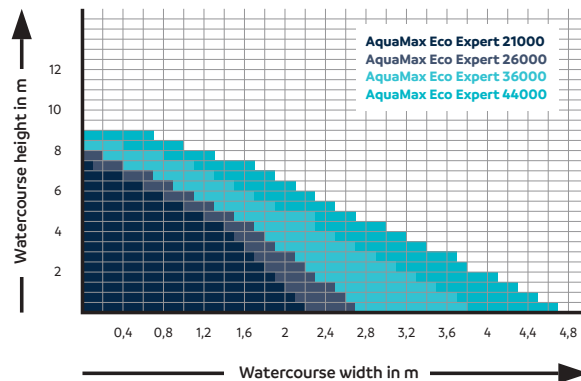 AquaMax Eco Expert 21000
AquaMax Eco Expert 26000
AquaMax Eco Expert 36000
AquaMax Eco Expert 44000
Watercourse height in m
12
10
8
6
4
2
0,4 0,8 1,2 1,6 2 2,4 2,8 3,2 3,6 4 4,4 4,8
Watercourse width in m